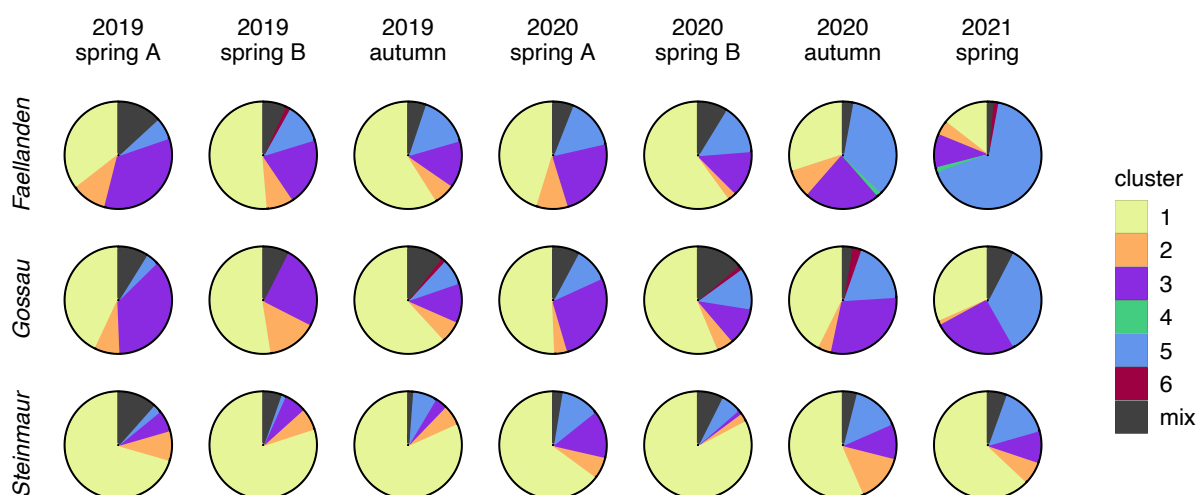 2019
spring A
2019
spring B
2019
autumn
2020
spring A
2020
spring B
2020
autumn
2021
spring
Faellanden
Gossau
Steinmaur
cluster
1
2
3
4
5
6
mix